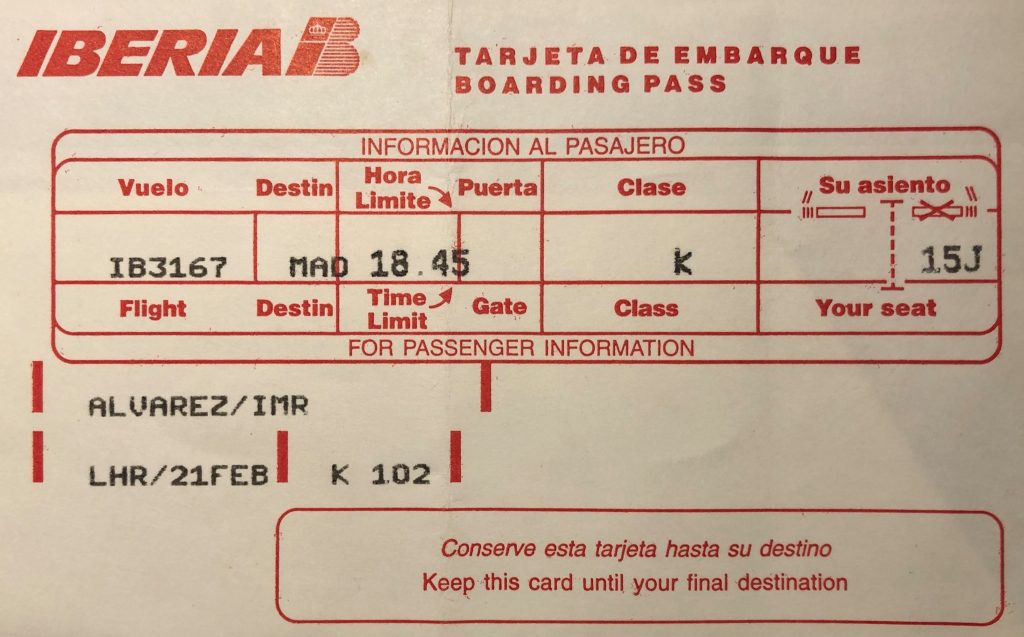 IBERIA IB
TARJETA DE EMBARQUE
BOARDING PASS
INFORMACION AL PASAJERO
Vuelo Destin Hora Limite Puerta Clase Su asiento
IB3167 MAD 18.45 K 15J
Flight Destin Time Limit Gate Class Your seat
FOR PASSENGER INFORMATION
ALVAREZ/IMR
LHR/21FEB K 102
Conserve esta tarjeta hasta su destino
Keep this card until your final destination